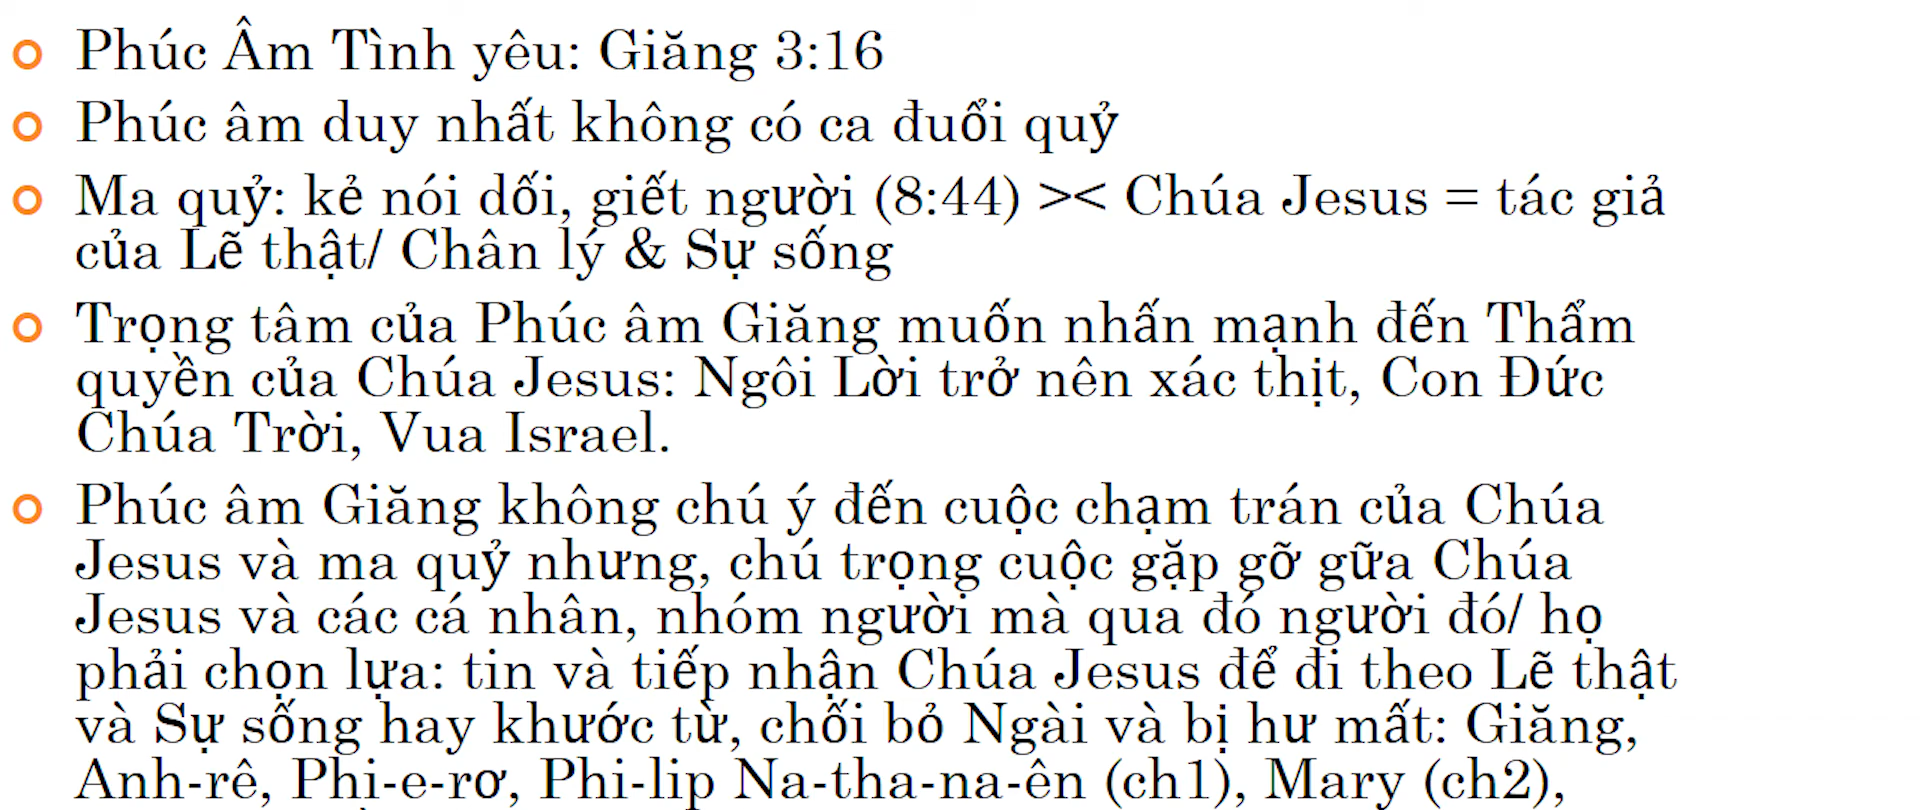 Phúc Âm Tình yêu: Giăng 3:16
Phúc âm duy nhất không có ca đuổi quỷ
Ma quỷ: kẻ nói dối, giết người (8:44) >< Chúa Jesus = tác giả
của Lẽ thật/ Chân lý & Sự sống
Trọng tâm của Phúc âm Giăng muốn nhấn mạnh đến Thẩm
quyền của Chúa Jesus: Ngôi Lời trở nên xác thịt, Con Đức
Chúa Trời, Vua Israel.
Phúc âm Giăng không chú ý đến cuộc chạm trán của Chúa
Jesus và ma quỷ nhưng, chú trọng cuộc gặp gỡ gữa Chúa
Jesus và các cá nhân, nhóm người mà qua đó người đó/ họ
phải chọn lựa: tin và tiếp nhận Chúa Jesus để đi theo Lẽ thật
và Sự sống hay khước từ, chối bỏ Ngài và bị hư mất: Giăng,
Anh-rê, Phi-e-rơ, Phi-lip Na-tha-na-ên (ch1), Mary (ch2),